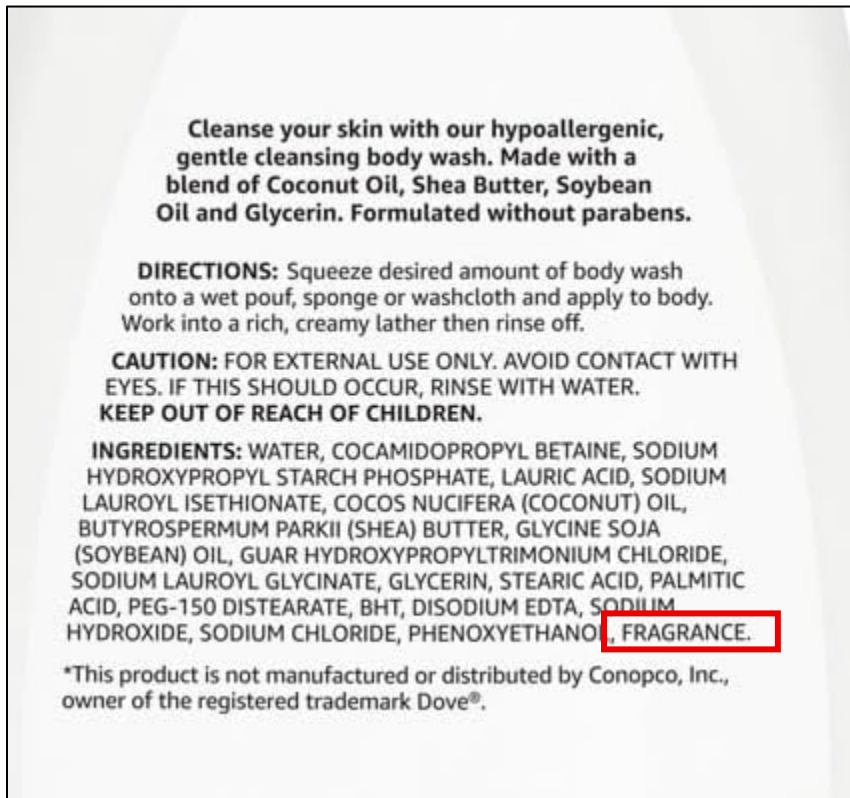 Cleanse your skin with our hypoallergenic,
gentle cleansing body wash. Made with a
blend of Coconut Oil, Shea Butter, Soybean
Oil and Glycerin. Formulated without parabens.
DIRECTIONS: Squeeze desired amount of body wash
onto a wet pouf, sponge or washcloth and apply to body.
Work into a rich, creamy lather then rinse off.
CAUTION: FOR EXTERNAL USE ONLY. AVOID CONTACT WITH
EYES. IF THIS SHOULD OCCUR, RINSE WITH WATER.
KEEP OUT OF REACH OF CHILDREN.
INGREDIENTS: WATER, COCAMIDOPROPYL BETAINE, SODIUM
HYDROXYPROPYL STARCH PHOSPHATE, LAURIC ACID, SODIUM
LAUROYL ISETHIONATE, COCOS NUCIFERA (COCONUT) OIL,
BUTYROSPERMUM PARKII (SHEA) BUTTER, GLYCINE SOJA
(SOYBEAN) OIL, GUAR HYDROXYPROPYLTRIMONIUM CHLORIDE,
SODIUM LAUROYL GLYCINATE, GLYCERIN, STEARIC ACID, PALMITIC
ACID, PEG-150 DISTEARATE, BHT, DISODIUM EDTA, SODIUM
HYDROXIDE, SODIUM CHLORIDE, PHENOXYETHANOL, FRAGRANCE.
*This product is not manufactured or distributed by Conopco, Inc.,
owner of the registered trademark Dove®.